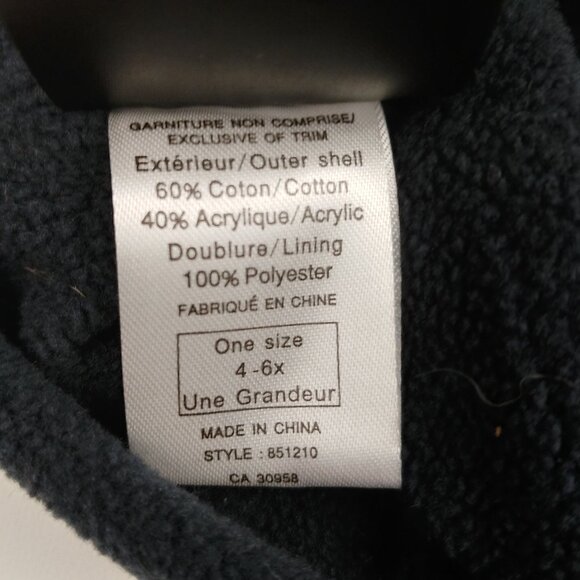 GARNITURE NON COMPRISE/
EXCLUSIVE OF TRIM
Extérieur/Outer shell
60% Coton/Cotton
40% Acrylique/Acrylic
Doublure/Lining
100% Polyester
FABRIQUÉ EN CHINE
One size
4-6x
Une Grandeur
MADE IN CHINA
STYLE : 851210
CA 30958